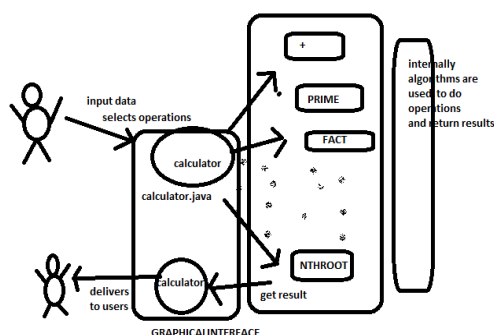 +
internally
algorithms are
used to do
operations
and return results
PRIME
input data
selects operations
FACT
calculator
calculator.java
NTHROOT
calculator
get result
delivers
to users
GRAPHICALINTERFACE